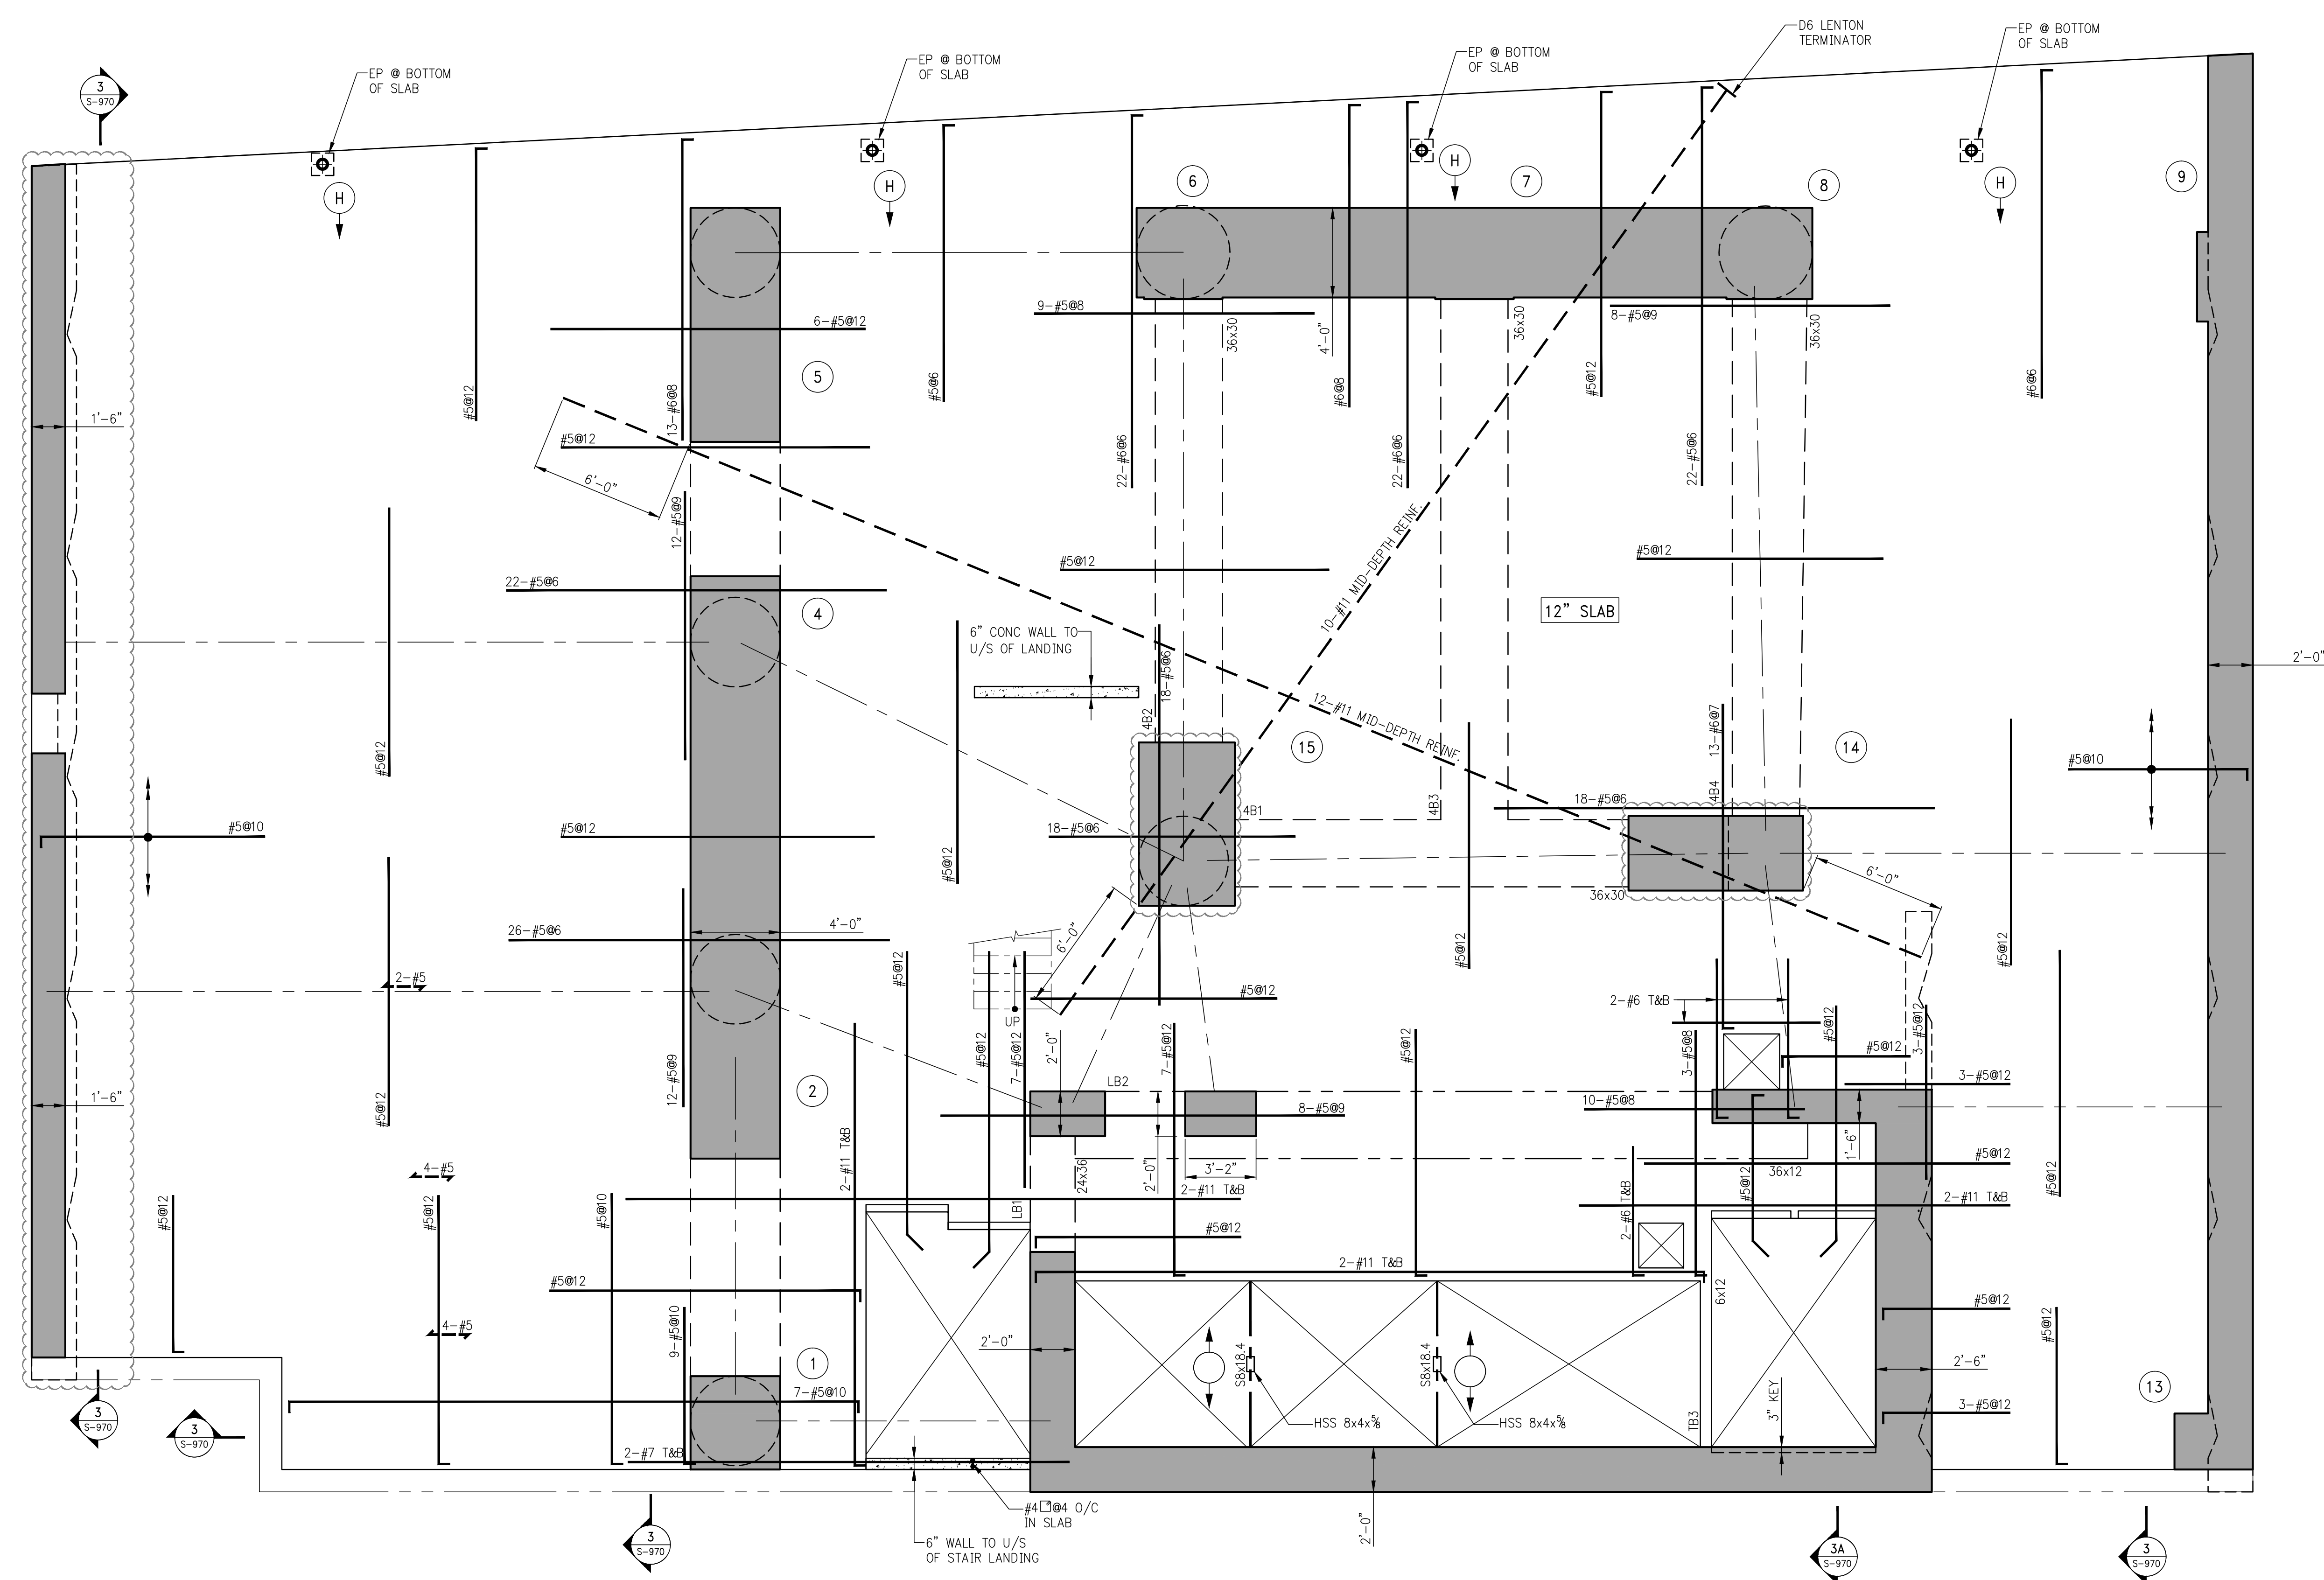 D6 LENTON
TERMINATOR
EP @ BOTTOM
OF SLAB
EP @ BOTTOM
OF SLAB
EP @ BOTTOM
OF SLAB
EP @ BOTTOM
OF SLAB
3
S-970
H
H
H
H
6
7
8
9
6-#5@12
9-#5@8
8-#5@9
36x30
36x30
36x30
4'-0"
5
1'-6"
#5@12
13-#6@8
#5@6
#6@8
#5@12
#6@6
#5@12
6'-0"
22-#6@6
22-#6@6
22-#5@6
12-#5@9
#5@12
#5@12
22-#5@6
4
10-#11 MID-DEPTH REINF.
12" SLAB
6" CONC WALL TO
U/S OF LANDING
18-#5@6
2'-0"
4B2
12-#11 MID-DEPTH REINF.
15
14
13-#6@7
#5@12
#5@10
4B4
18-#5@6
4B3
4B1
#5@10
#5@12
18-#5@6
#5@12
6'-0"
36x30
26-#5@6
4'-0"
6'-0"
#5@12
#5@12
#5@12
2-#5
#5@12
UP
2-#6 T&B
#5@12
7-#5@12
2'-0"
7-#5@12
#5@12
3-#5@8
#5@12
3-#5@12
#5@12
1'-6"
#5@12
12-#5@9
2
LB2
3-#5@12
8-#5@9
10-#5@8
2-#11 T&B
1'-6"
#5@12
4-#5
24x36
2'-0"
3'-2"
36x12
#5@12
#5@12
2-#11 T&B
2-#11 T&B
LB1
#5@12
#5@12
#5@10
#5@12
2-#6 T&B
2-#11 T&B
#5@12
6x12
#5@12
#5@12
4-#5
9-#5@10
2'-0"
1
S8x18.4
S8x18.4
2'-6"
13
7-#5@10
HSS 8x4x⅝
HSS 8x4x⅝
TB3
3" KEY
3-#5@12
3
S-970
3
S-970
2-#7 T&B
#4 @4 O/C
IN SLAB
6" WALL TO U/S
OF STAIR LANDING
2'-0"
3
S-970
3A
S-970
3
S-970